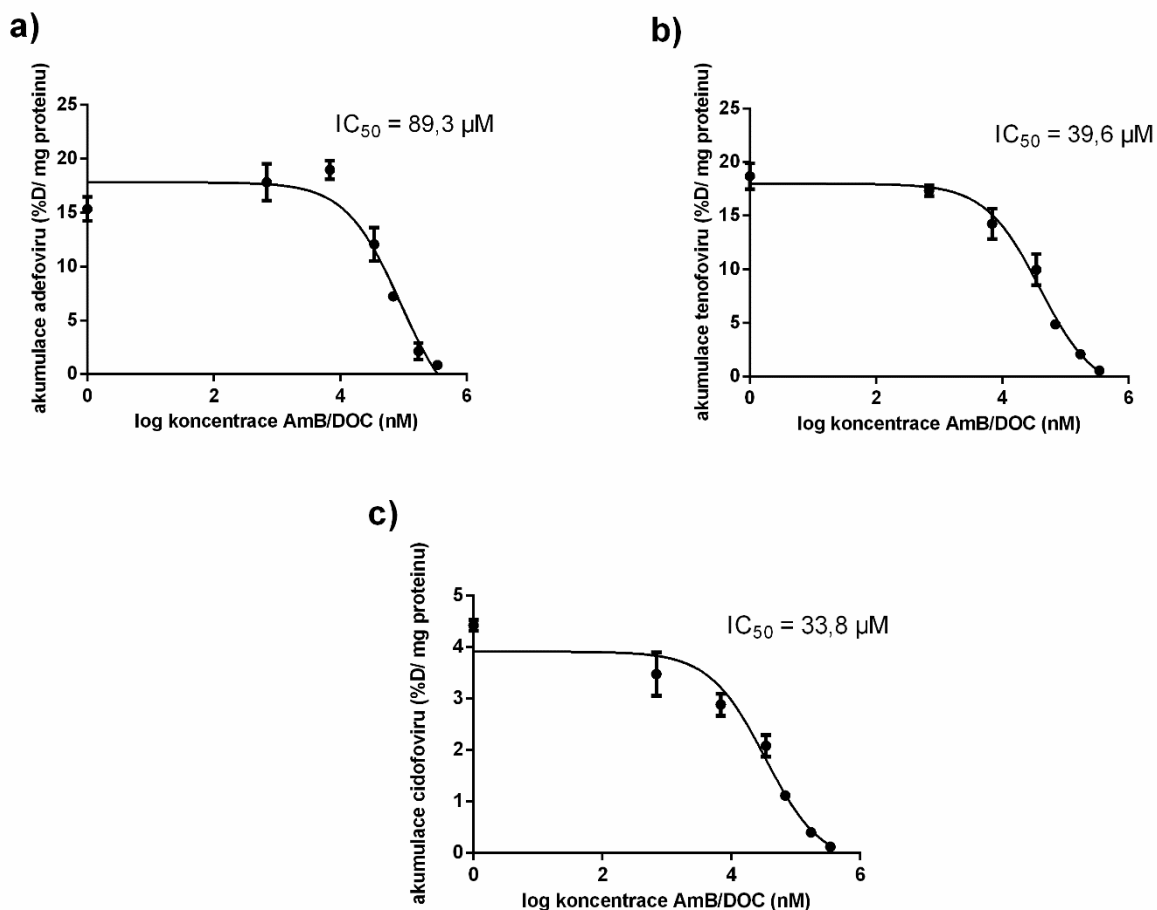 a)
akumulace adefoviru (%D/ mg proteinu)
25
20
15
10
5
0
0
2
4
6
log koncentrace AmB/DOC (nM)
IC50 = 89,3 µM
b)
akumulace tenofoviru (%D/ mg proteinu)
25
20
15
10
5
0
0
2
4
6
log koncentrace AmB/DOC (nM)
IC50 = 39,6 µM
c)
akumulace cidofoviru (%D/ mg proteinu)
5
4
3
2
1
0
0
2
4
6
log koncentrace AmB/DOC (nM)
IC50 = 33,8 µM